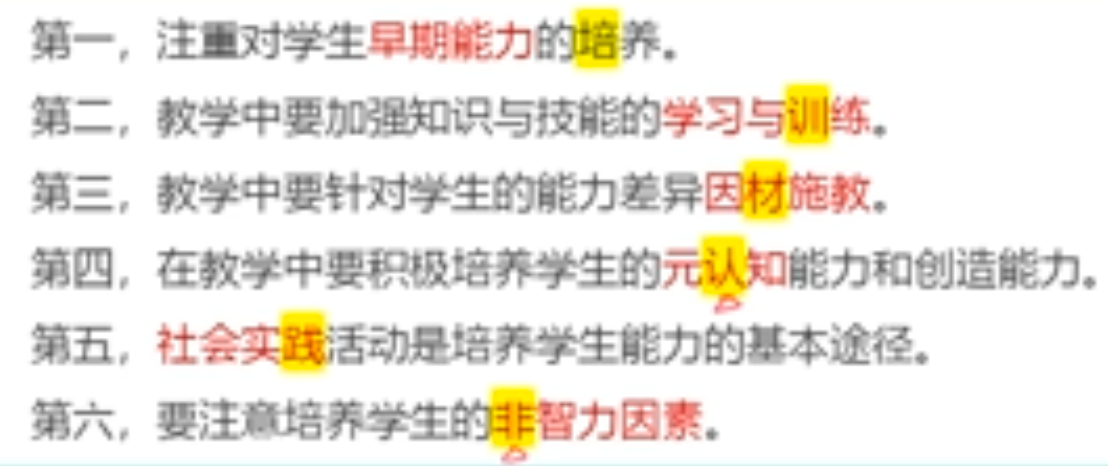 第一，注重对学生早期能力的培养。
第二，教学中要加强知识与技能的学习与训练。
第三，教学中要针对学生的能力差异因材施教。
第四，在教学中要积极培养学生的元认知能力和创造能力。
第五，社会实践活动是培养学生能力的基本途径。
第六，要注意培养学生的非智力因素。